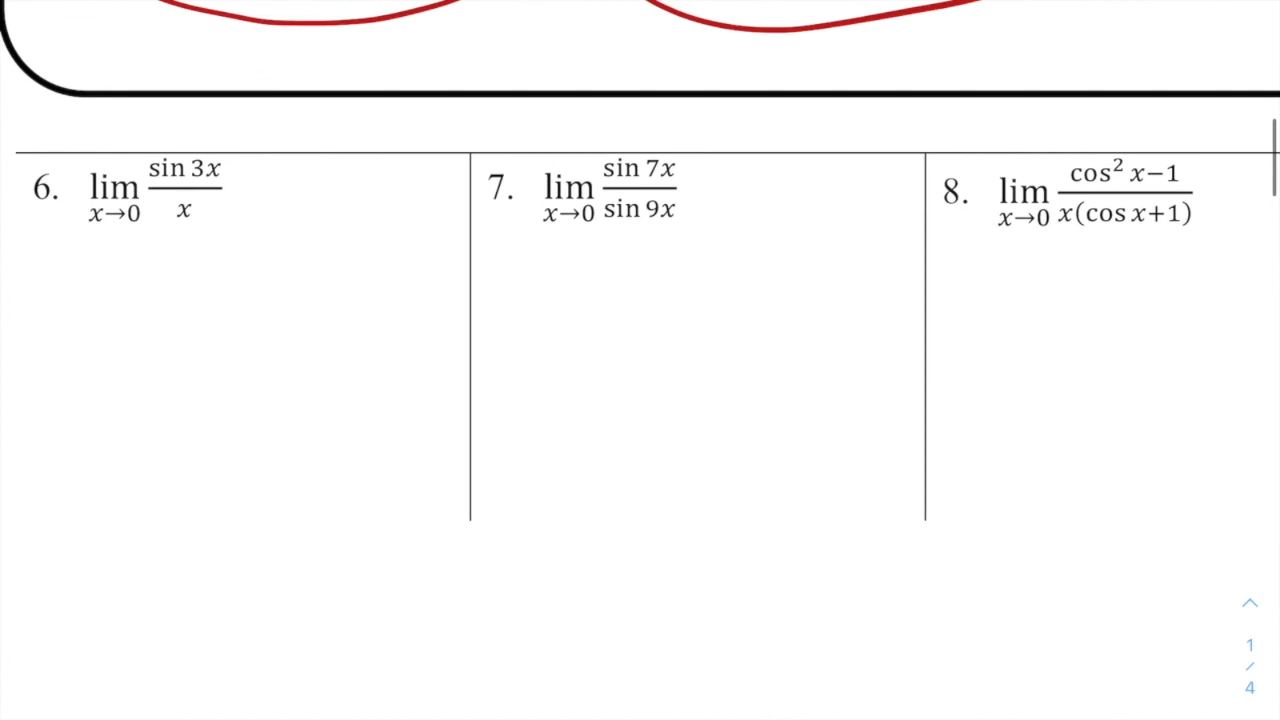 6. lim x→0 sin 3x / x
7. lim x→0 sin 7x / sin 9x
8. lim x→0 cos² x−1 / x(cos x+1)
1
/
4